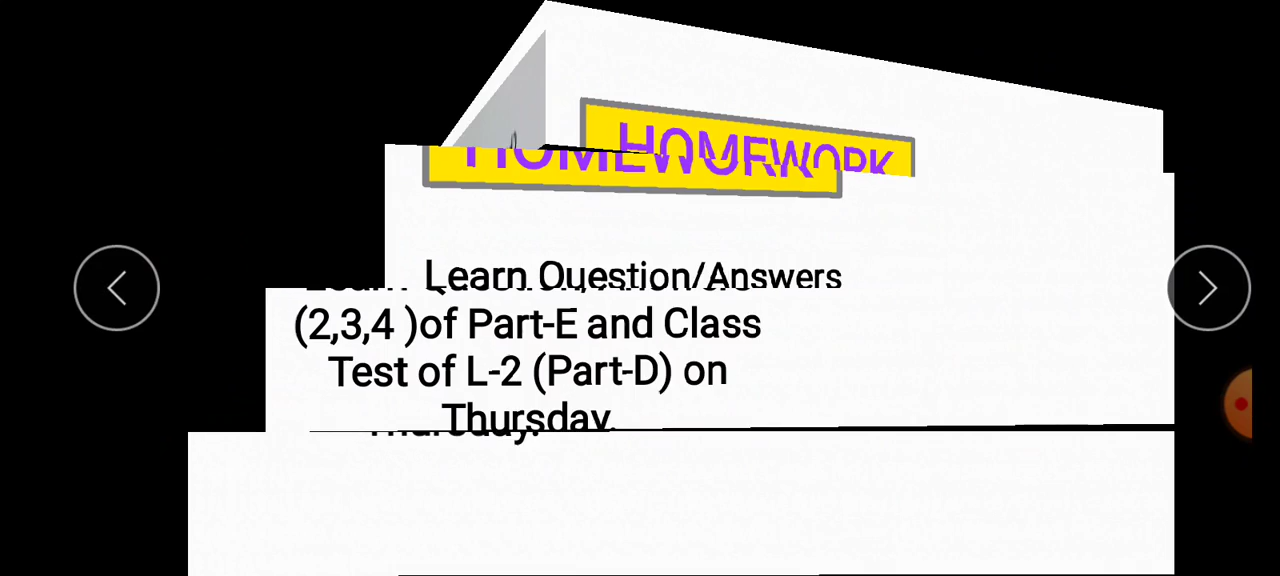 HOMEWORK
Learn Question/Answers
(2,3,4 )of Part-E and Class
Test of L-2 (Part-D) on
Thursday.